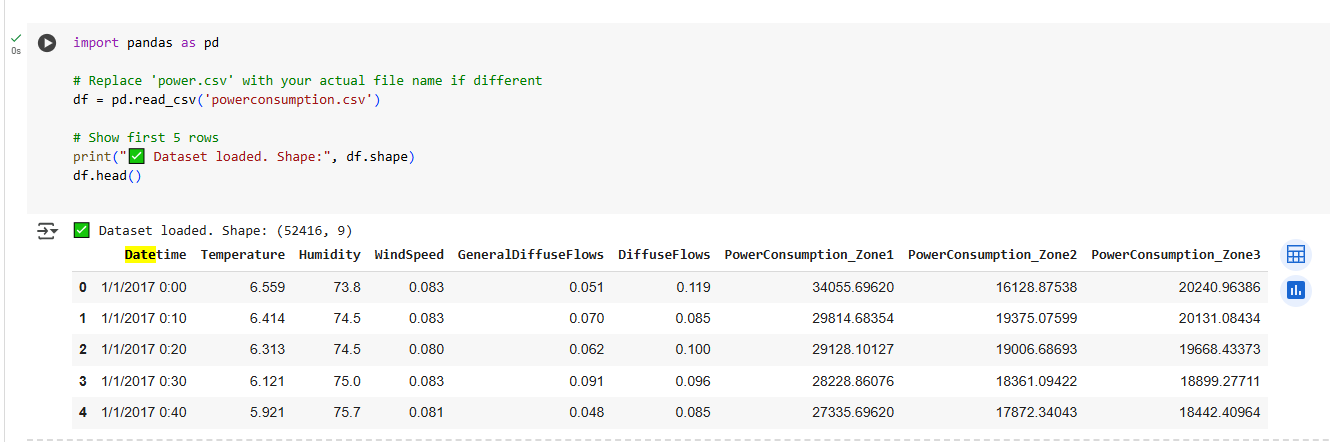 import pandas as pd
# Replace 'power.csv' with your actual file name if different
df = pd.read_csv('powerconsumption.csv')
# Show first 5 rows
print("✅ Dataset loaded. Shape:", df.shape)
df.head()
0s
✅ Dataset loaded. Shape: (52416, 9)
Datetime Temperature Humidity WindSpeed GeneralDiffuseFlows DiffuseFlows PowerConsumption_Zone1 PowerConsumption_Zone2 PowerConsumption_Zone3
0 1/1/2017 0:00 6.559 73.8 0.083 0.051 0.119 34055.69620 16128.87538 20240.96386
1 1/1/2017 0:10 6.414 74.5 0.083 0.070 0.085 29814.68354 19375.07599 20131.08434
2 1/1/2017 0:20 6.313 74.5 0.080 0.062 0.100 29128.10127 19006.68693 19668.43373
3 1/1/2017 0:30 6.121 75.0 0.083 0.091 0.096 28228.86076 18361.09422 18899.27711
4 1/1/2017 0:40 5.921 75.7 0.081 0.048 0.085 27335.69620 17872.34043 18442.40964